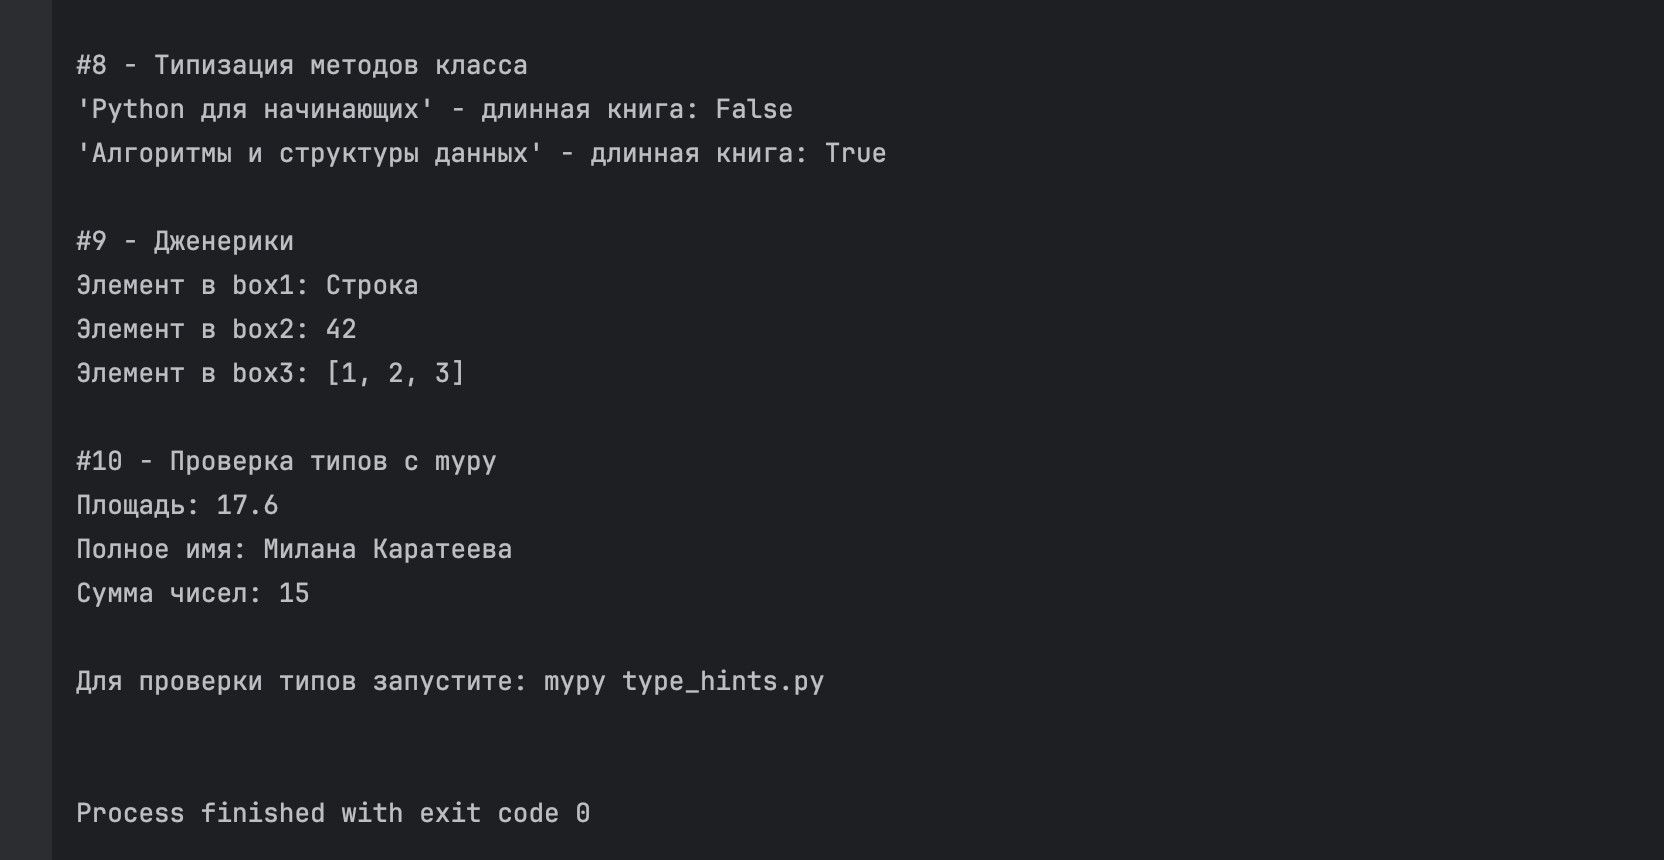 #8 - Типизация методов класса
'Python для начинающих' - длинная книга: False
'Алгоритмы и структуры данных' - длинная книга: True
#9 - Дженерики
Элемент в box1: Строка
Элемент в box2: 42
Элемент в box3: [1, 2, 3]
#10 - Проверка типов с mypy
Площадь: 17.6
Полное имя: Милана Каратеева
Сумма чисел: 15
Для проверки типов запустите: mypy type_hints.py
Process finished with exit code 0